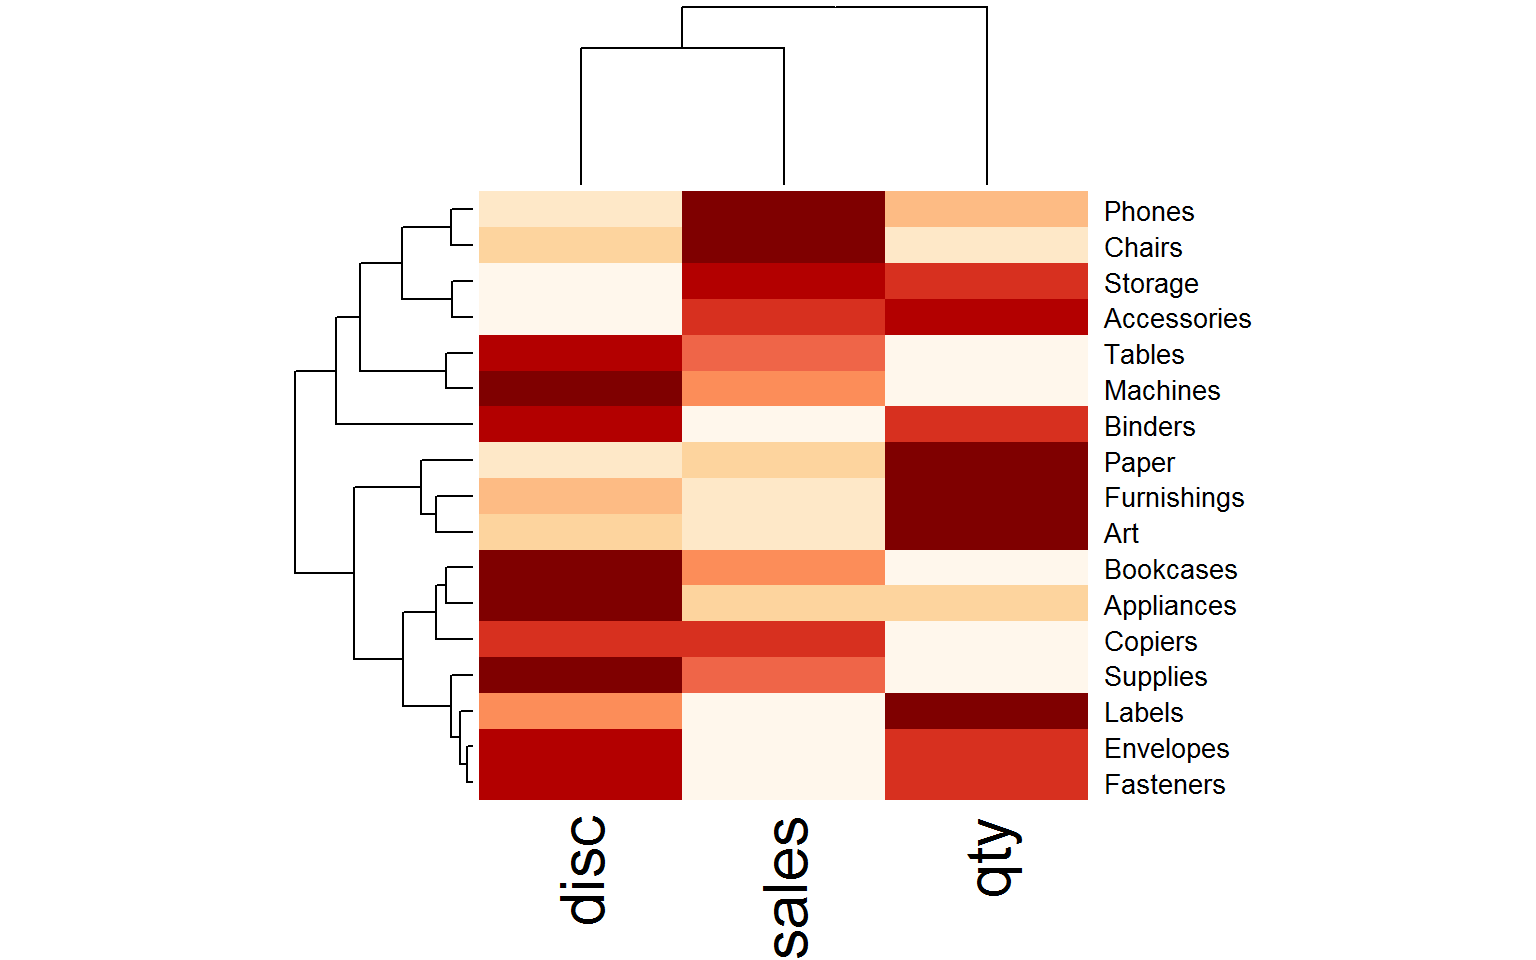 Phones
Chairs
Storage
Accessories
Tables
Machines
Binders
Paper
Furnishings
Art
Bookcases
Appliances
Copiers
Supplies
Labels
Envelopes
Fasteners
disc
sales
qty